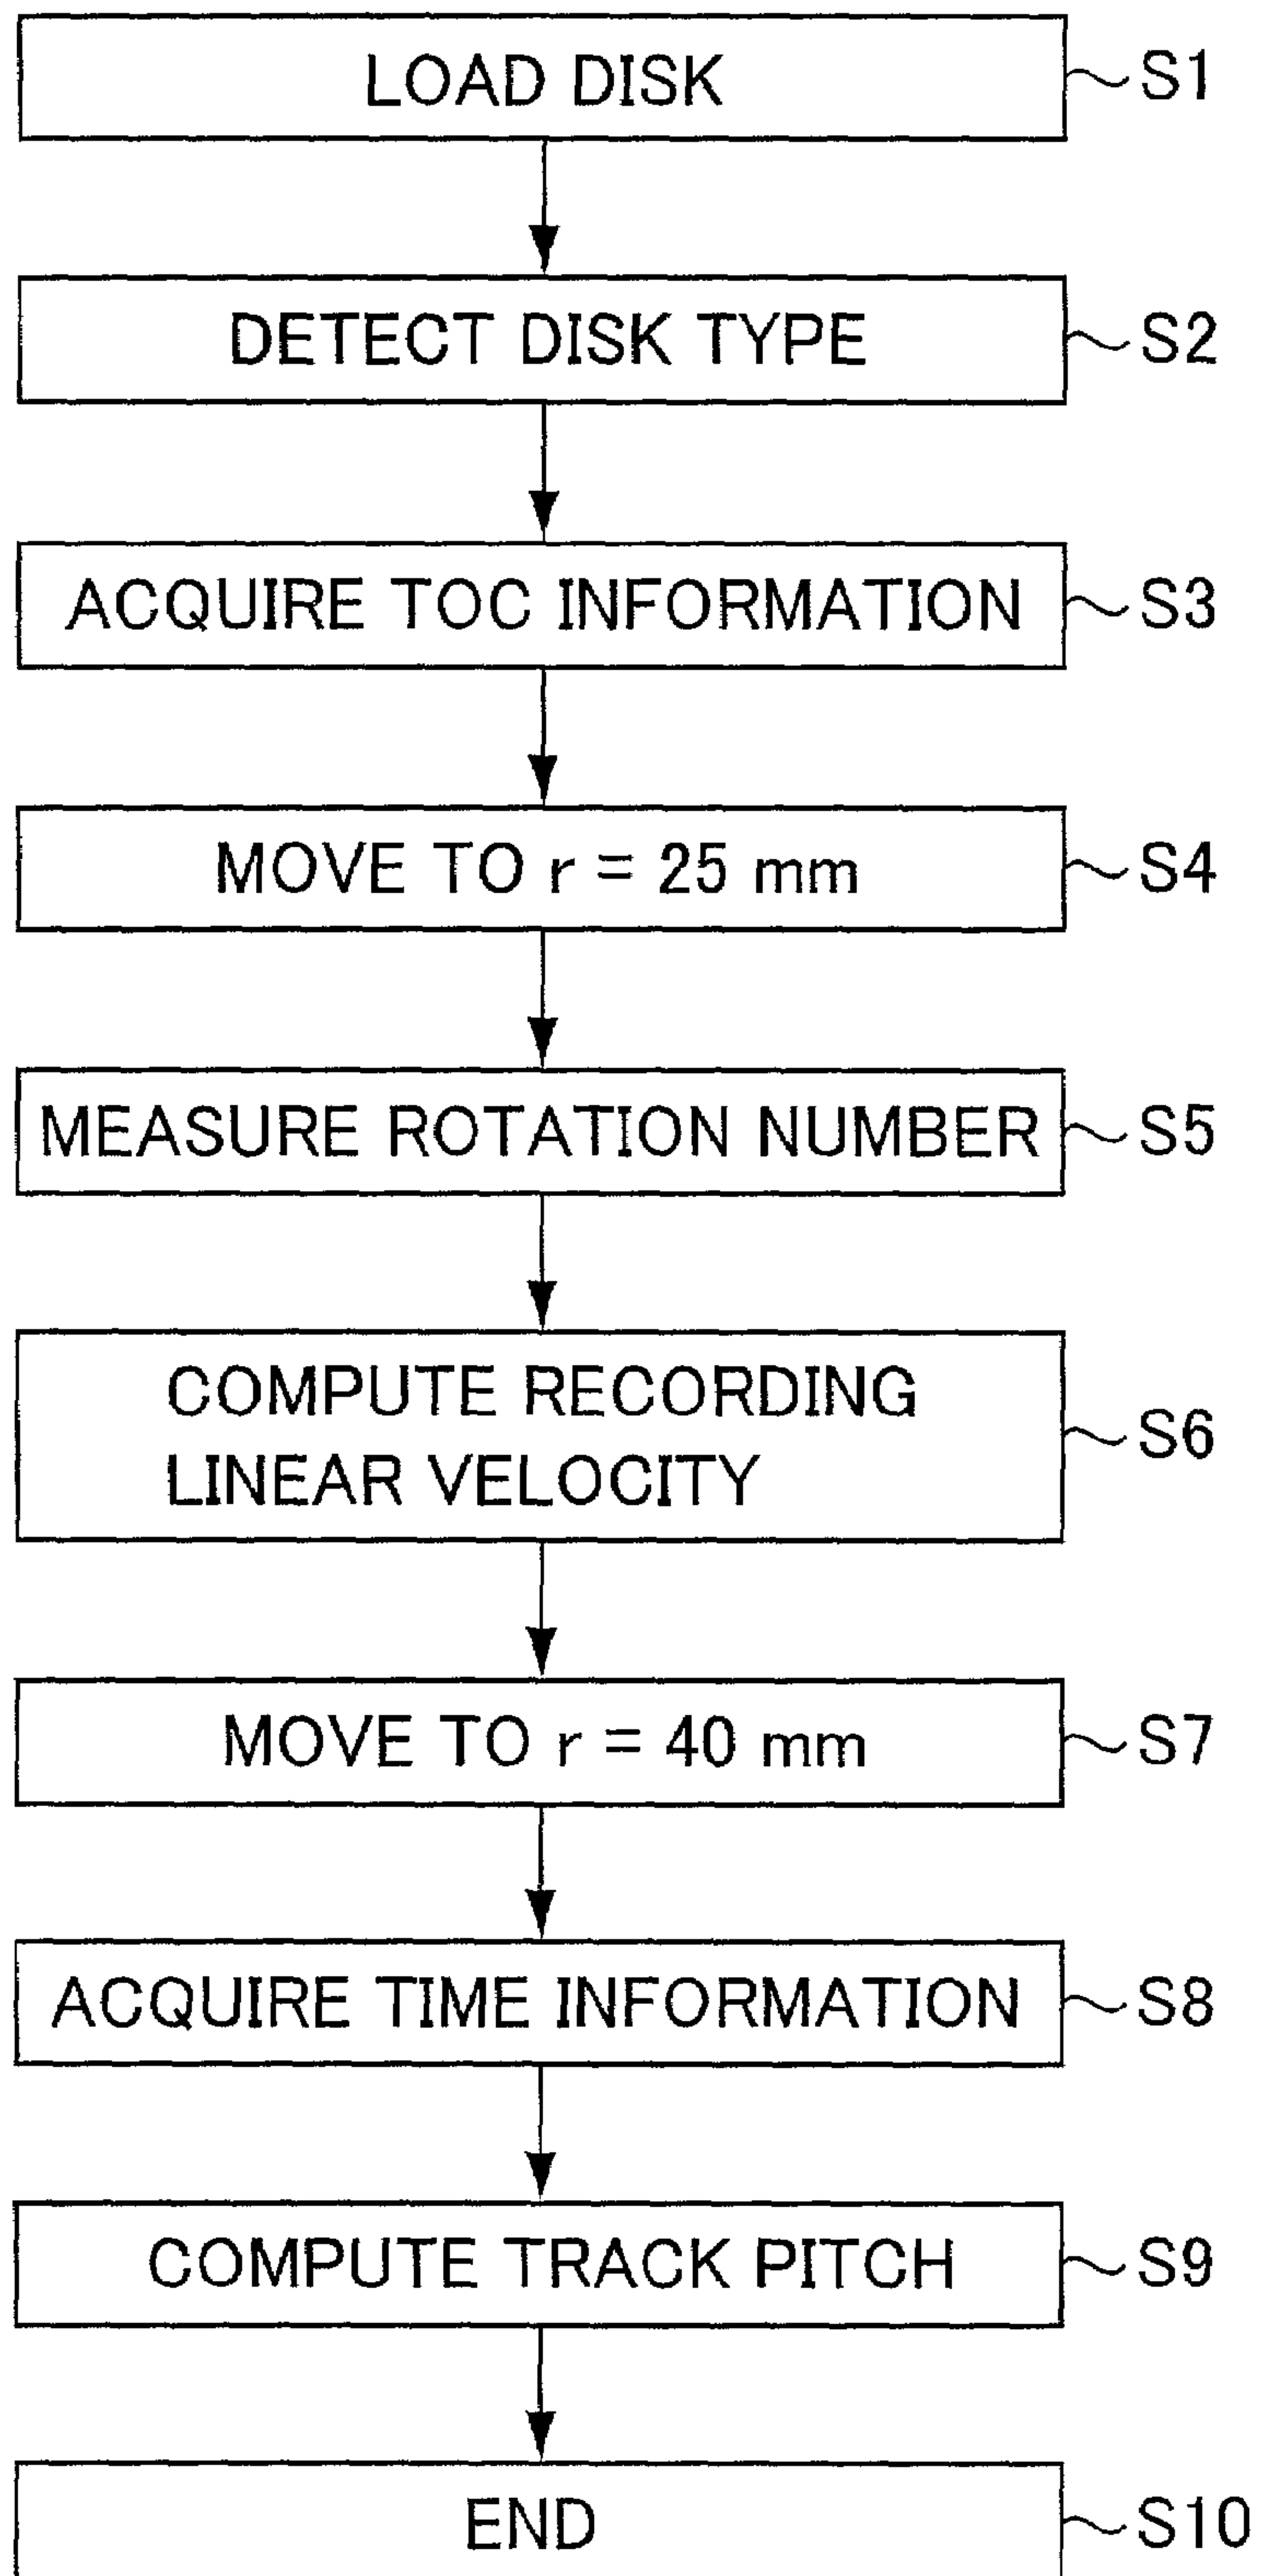 LOAD DISK S1
DETECT DISK TYPE S2
ACQUIRE TOC INFORMATION S3
MOVE TO r = 25 mm S4
MEASURE ROTATION NUMBER S5
COMPUTE RECORDING
LINEAR VELOCITY S6
MOVE TO r = 40 mm S7
ACQUIRE TIME INFORMATION S8
COMPUTE TRACK PITCH S9
END S10